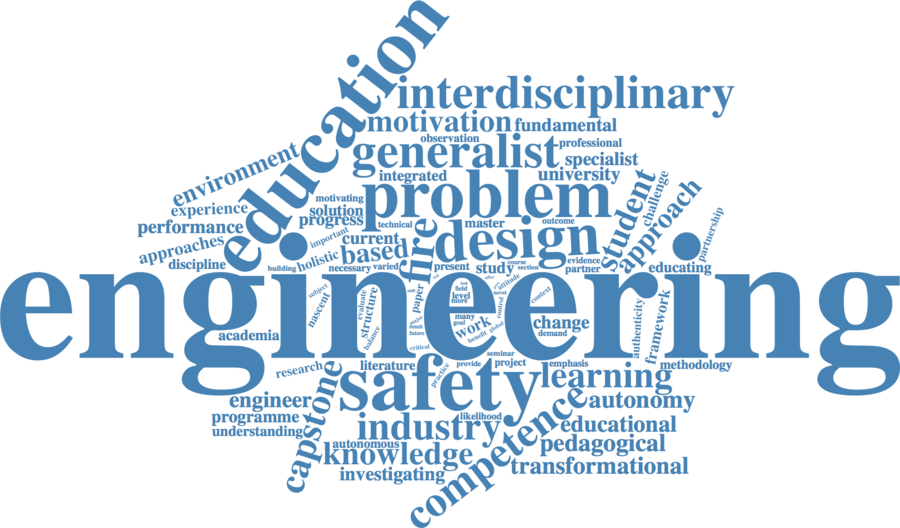 education
interdisciplinary
motivation
fundamental
observation
professional
generalist
specialist
environment
integrated
university
problem
student
challenge
approach
motivating
experience
solution
progress
performance
technical
master
outcome
partnership
important
current
fire
design
approaches
holistic
based
discipline
building
necessary
varied
present
study
course
section
evidence
partner
educating
engineering
subject
nascent
evaluate
structure
balance
paper
field
level
more
attitude
novel
control
context
many
goal
work
benefit
global
major
result
future
change
demand
authenticity
framework
academia
critical
seminar
research
literature
practice
provide
project
emphasis
methodology
safety
learning
capstone
engineer
competence
autonomy
programme
likelihood
industry
educational
understanding
autonomous
pedagogical
knowledge
investigating
transformational